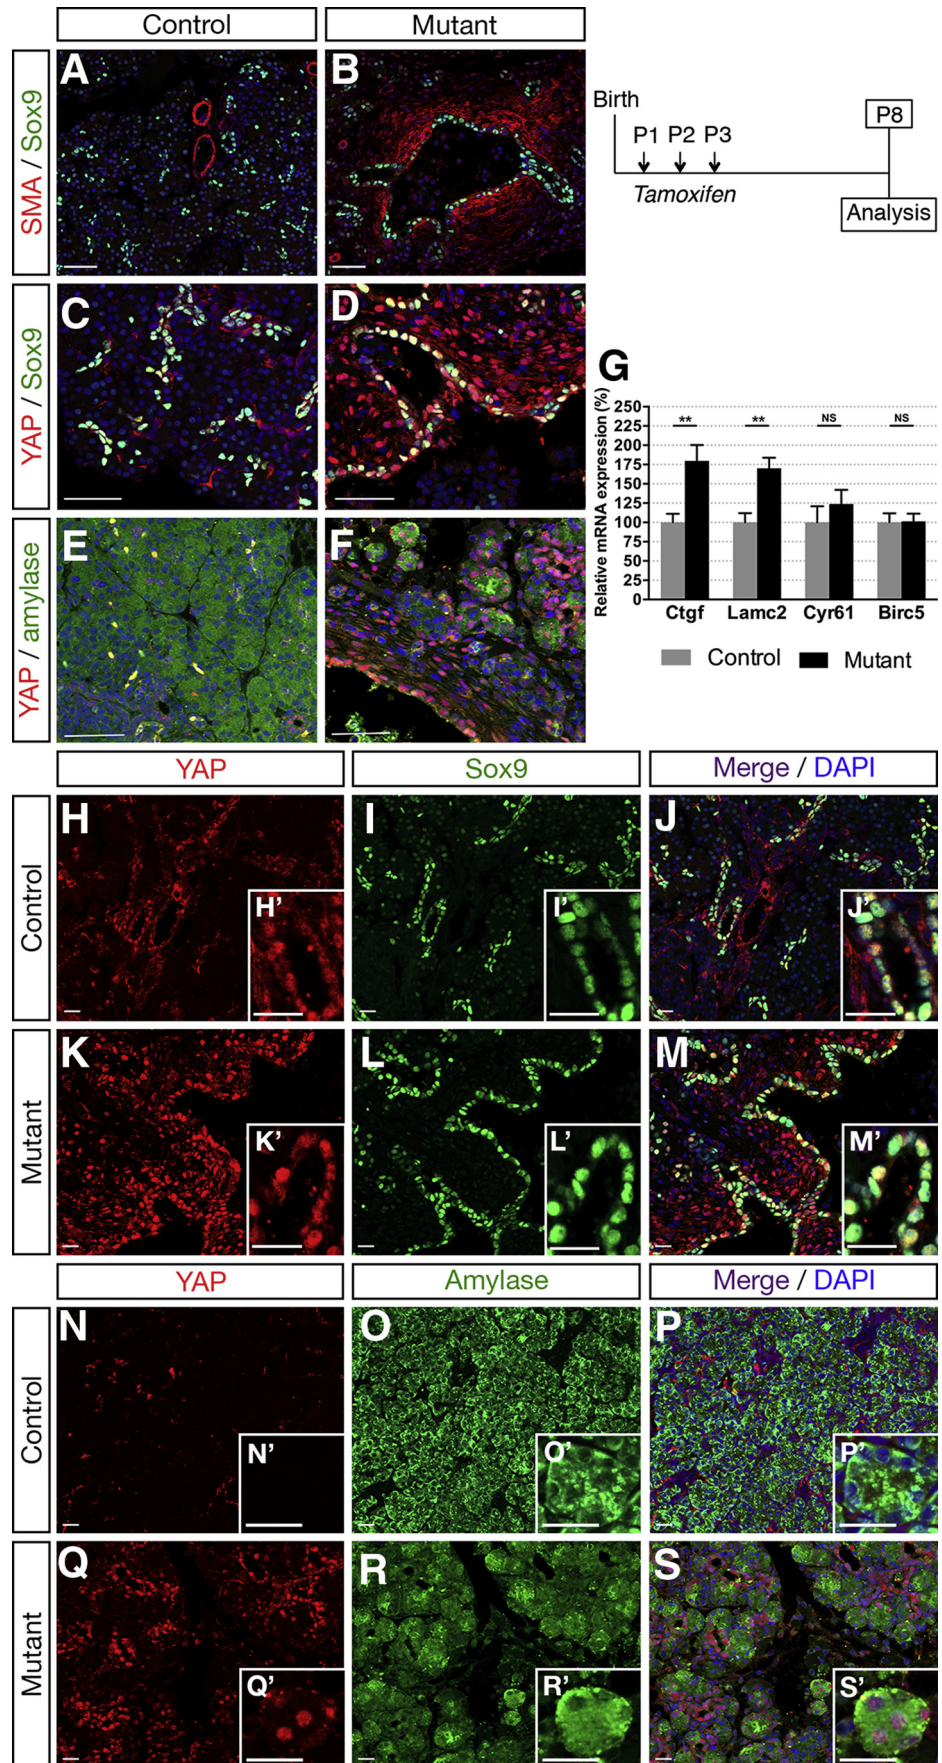 Control
Mutant
SMA / Sox9
A
B
Birth
P1 P2 P3
Tamoxifen
P8
Analysis
YAP / Sox9
C
D
YAP / amylase
E
F
G
Relative mRNA expression (%)
250
225
200
175
150
125
100
75
50
25
0
**
**
NS
NS
Ctgf
Lamc2
Cyr61
Birc5
Control
Mutant
YAP
Sox9
Merge / DAPI
Control
H
H'
I
I'
J
J'
Mutant
K
K'
L
L'
M
M'
YAP
Amylase
Merge / DAPI
Control
N
N'
O
O'
P
P'
Mutant
Q
Q'
R
R'
S
S'